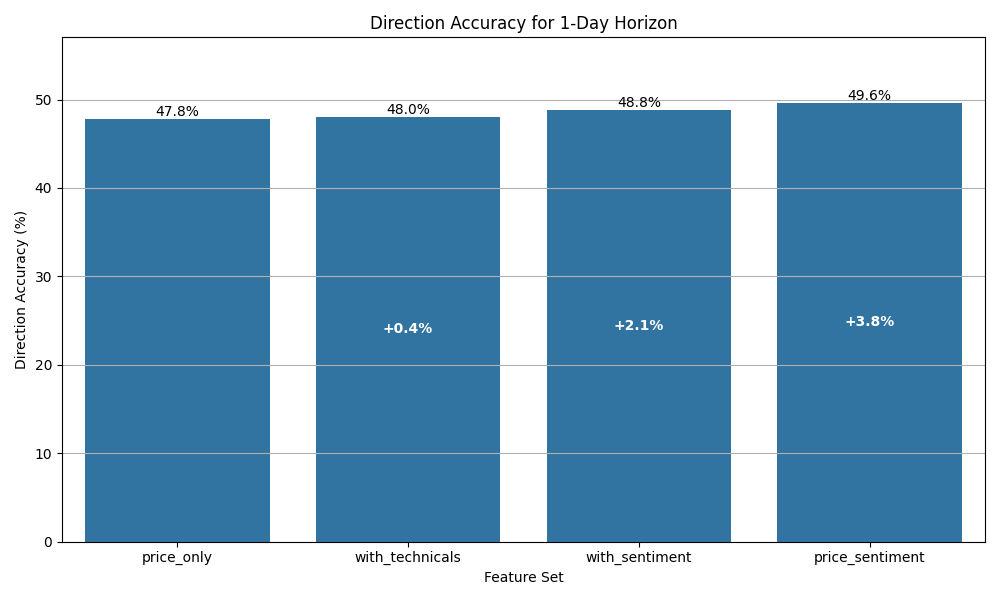 Direction Accuracy for 1-Day Horizon
Direction Accuracy (%)
50
40
30
20
10
0
47.8%
48.0%
48.8%
49.6%
+0.4%
+2.1%
+3.8%
price_only
with_technicals
with_sentiment
price_sentiment
Feature Set